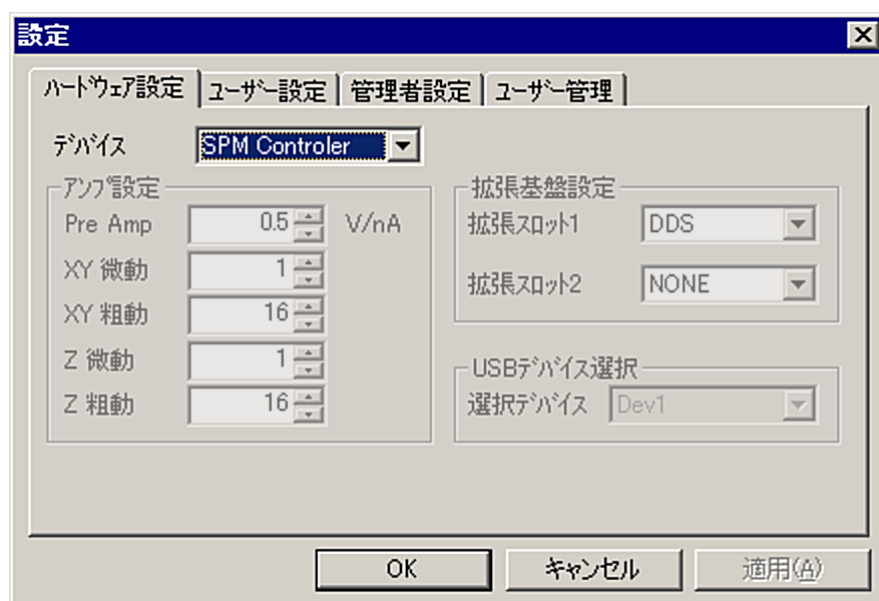 設定
ハードウェア設定 ユーザー設定 管理者設定 ユーザー管理
デバイス SPM Controler
アンプ設定
Pre Amp 0.5 V/nA
XY 微動 1
XY 粗動 16
Z 微動 1
Z 粗動 16
拡張基盤設定
拡張スロット1 DDS
拡張スロット2 NONE
USBデバイス選択
選択デバイス Dev1
OK キャンセル 適用(A)